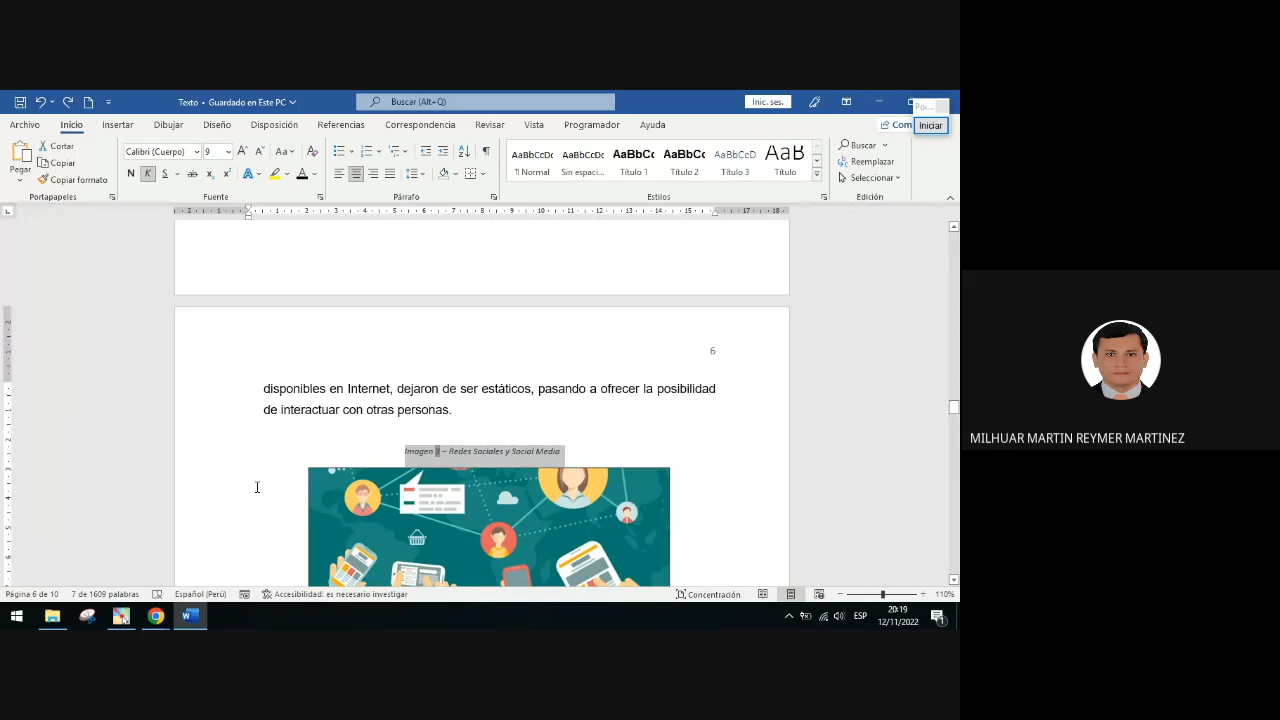 Texto • Guardado en Este PC
Buscar (Alt+Q)
Inic. ses.
Poi...
Archivo Inicio Insertar Dibujar Diseño Disposición Referencias Correspondencia Revisar Vista Programador Ayuda
Com
Iniciar
Pegar
Cortar
Copiar
Copiar formato
Portapapeles
Calibri (Cuerpo) 9
Fuente
Párrafo
AaBbCcDc AaBbCcDc AaBbCc AaBbCc AaBbCcDc AaB
¶ Normal Sin espaci... Título 1 Título 2 Título 3 Título
Estilos
Buscar
Reemplazar
Seleccionar
Edición
6
disponibles en Internet, dejaron de ser estáticos, pasando a ofrecer la posibilidad
de interactuar con otras personas.
Imagen 3 – Redes Sociales y Social Media
MILHUAR MARTIN REYMER MARTINEZ
Página 6 de 10 7 de 1609 palabras Español (Perú) Accesibilidad: es necesario investigar Concentración 110%
ESP
20:19
12/11/2022